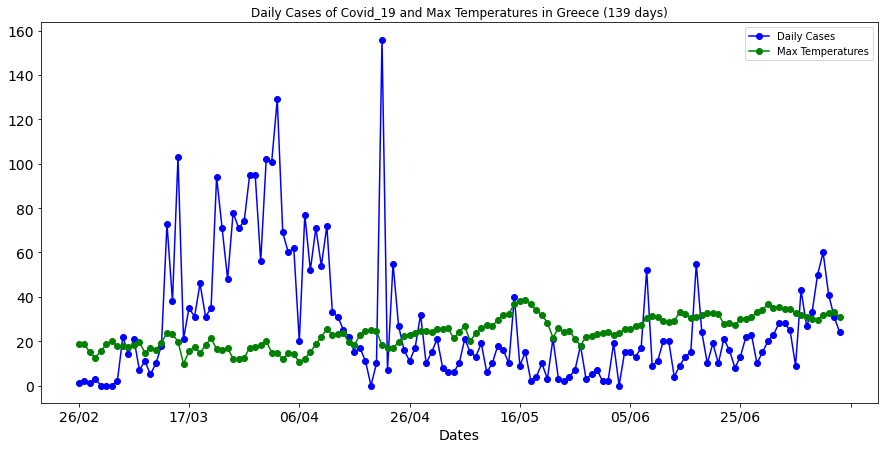 Daily Cases of Covid_19 and Max Temperatures in Greece (139 days)
Daily Cases
Max Temperatures
160
140
120
100
80
60
40
20
0
26/02 17/03 06/04 26/04 16/05 05/06 25/06
Dates